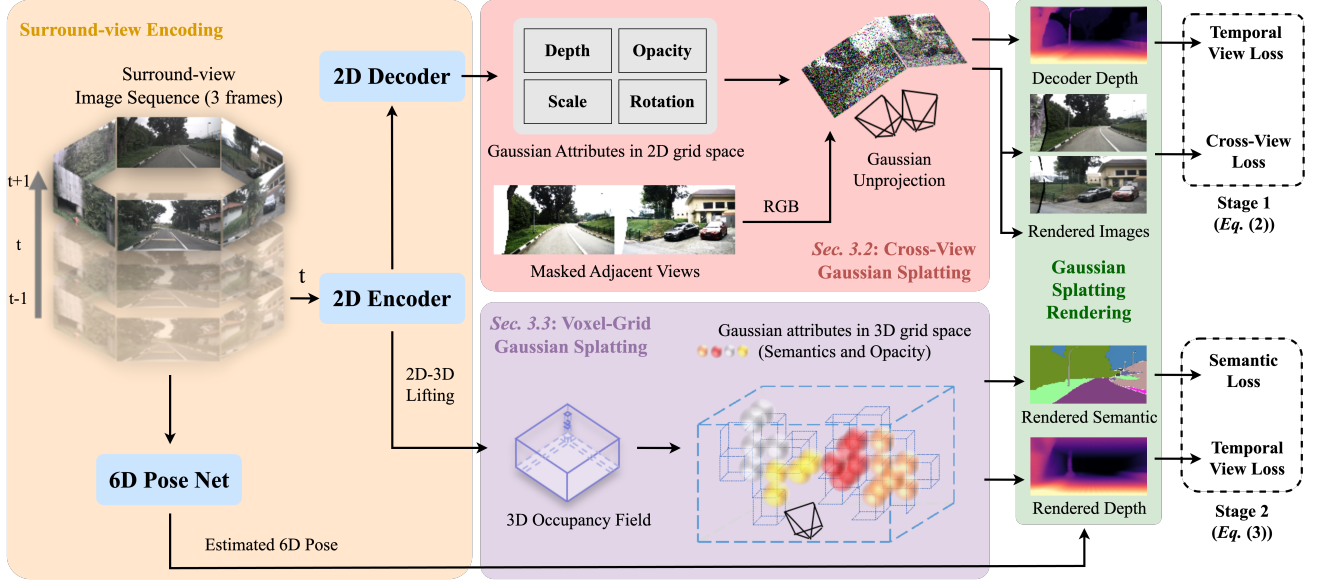 Surround-view Encoding
Surround-view
Image Sequence (3 frames)
t+1
t
t-1
t
2D Decoder
2D Encoder
2D-3D
Lifting
6D Pose Net
Estimated 6D Pose
Depth
Opacity
Scale
Rotation
Gaussian Attributes in 2D grid space
Masked Adjacent Views
RGB
Gaussian
Unprojection
Sec. 3.2: Cross-View
Gaussian Splatting
Sec. 3.3: Voxel-Grid
Gaussian Splatting
Gaussian attributes in 3D grid space
(Semantics and Opacity)
3D Occupancy Field
Decoder Depth
Rendered Images
Gaussian
Splatting
Rendering
Rendered Semantic
Rendered Depth
Temporal
View Loss
Cross-View
Loss
Stage 1
(Eq. (2))
Semantic
Loss
Temporal
View Loss
Stage 2
(Eq. (3))